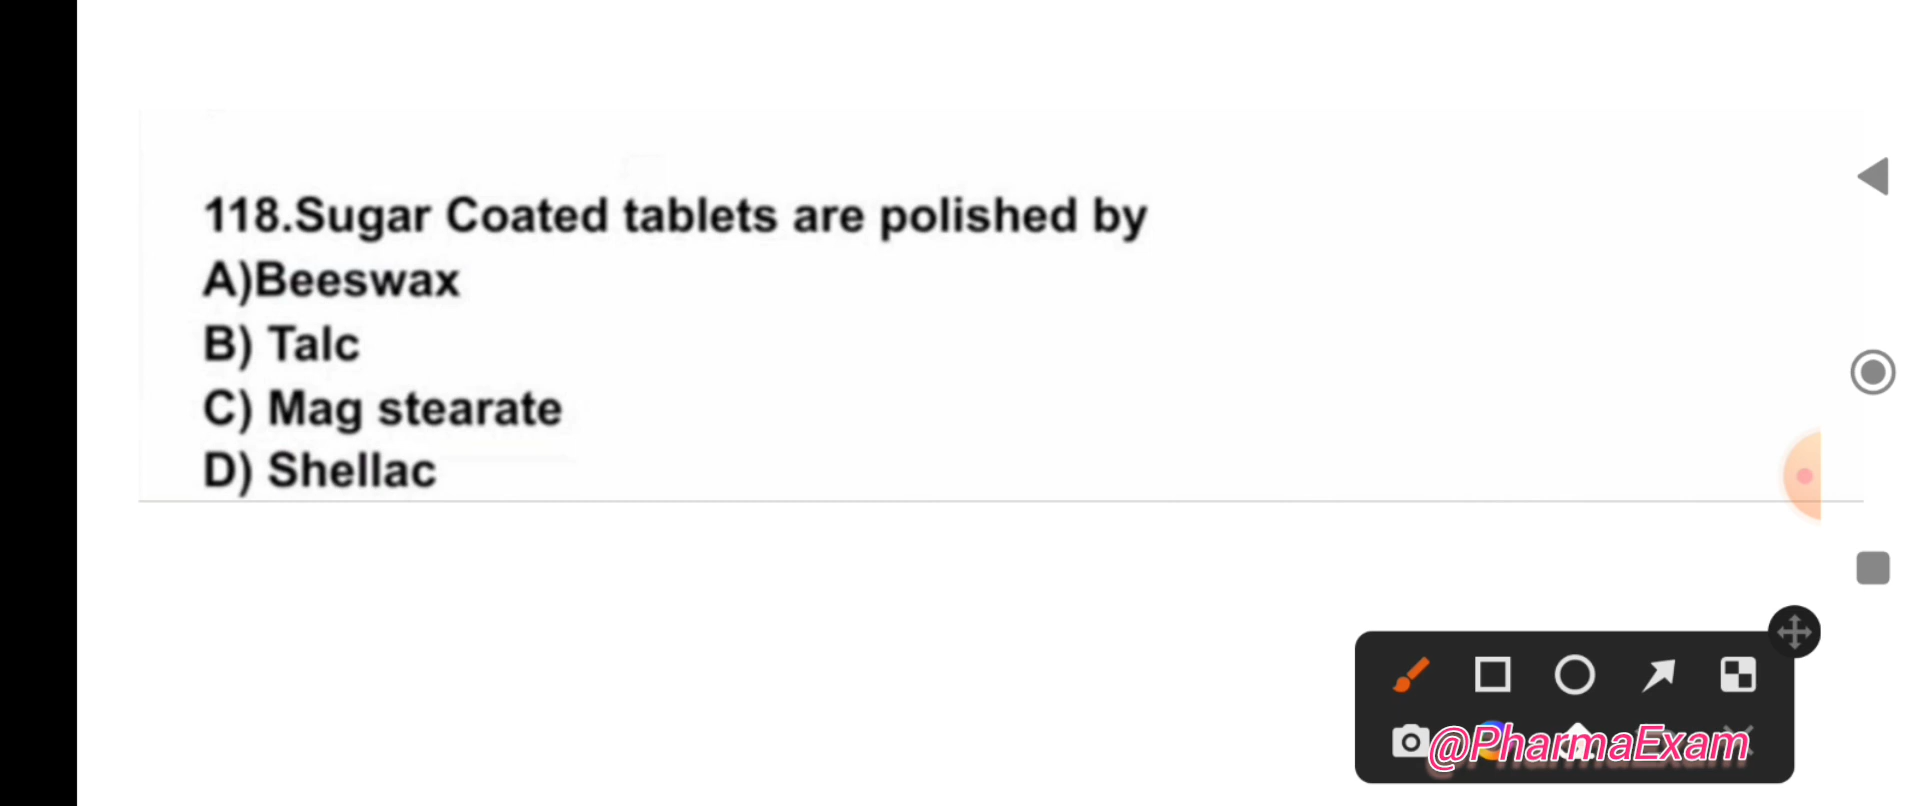 118.Sugar Coated tablets are polished by
A)Beeswax
B) Talc
C) Mag stearate
D) Shellac
@PharmaExam